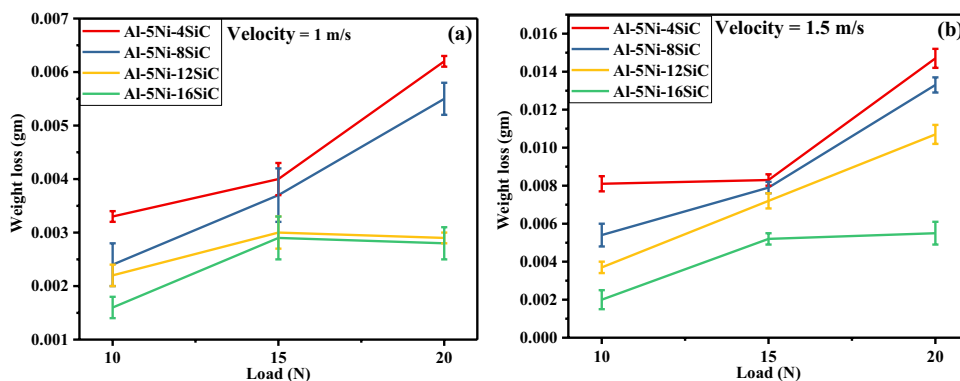 Al-5Ni-4SiC
Al-5Ni-8SiC
Al-5Ni-12SiC
Al-5Ni-16SiC
Velocity = 1 m/s
(a)
0.007
0.006
0.005
0.004
0.003
0.002
0.001
Weight loss (gm)
10
15
20
Load (N)
Al-5Ni-4SiC
Al-5Ni-8SiC
Al-5Ni-12SiC
Al-5Ni-16SiC
Velocity = 1.5 m/s
(b)
0.016
0.014
0.012
0.010
0.008
0.006
0.004
0.002
0.000
Weight loss (gm)
10
15
20
Load (N)